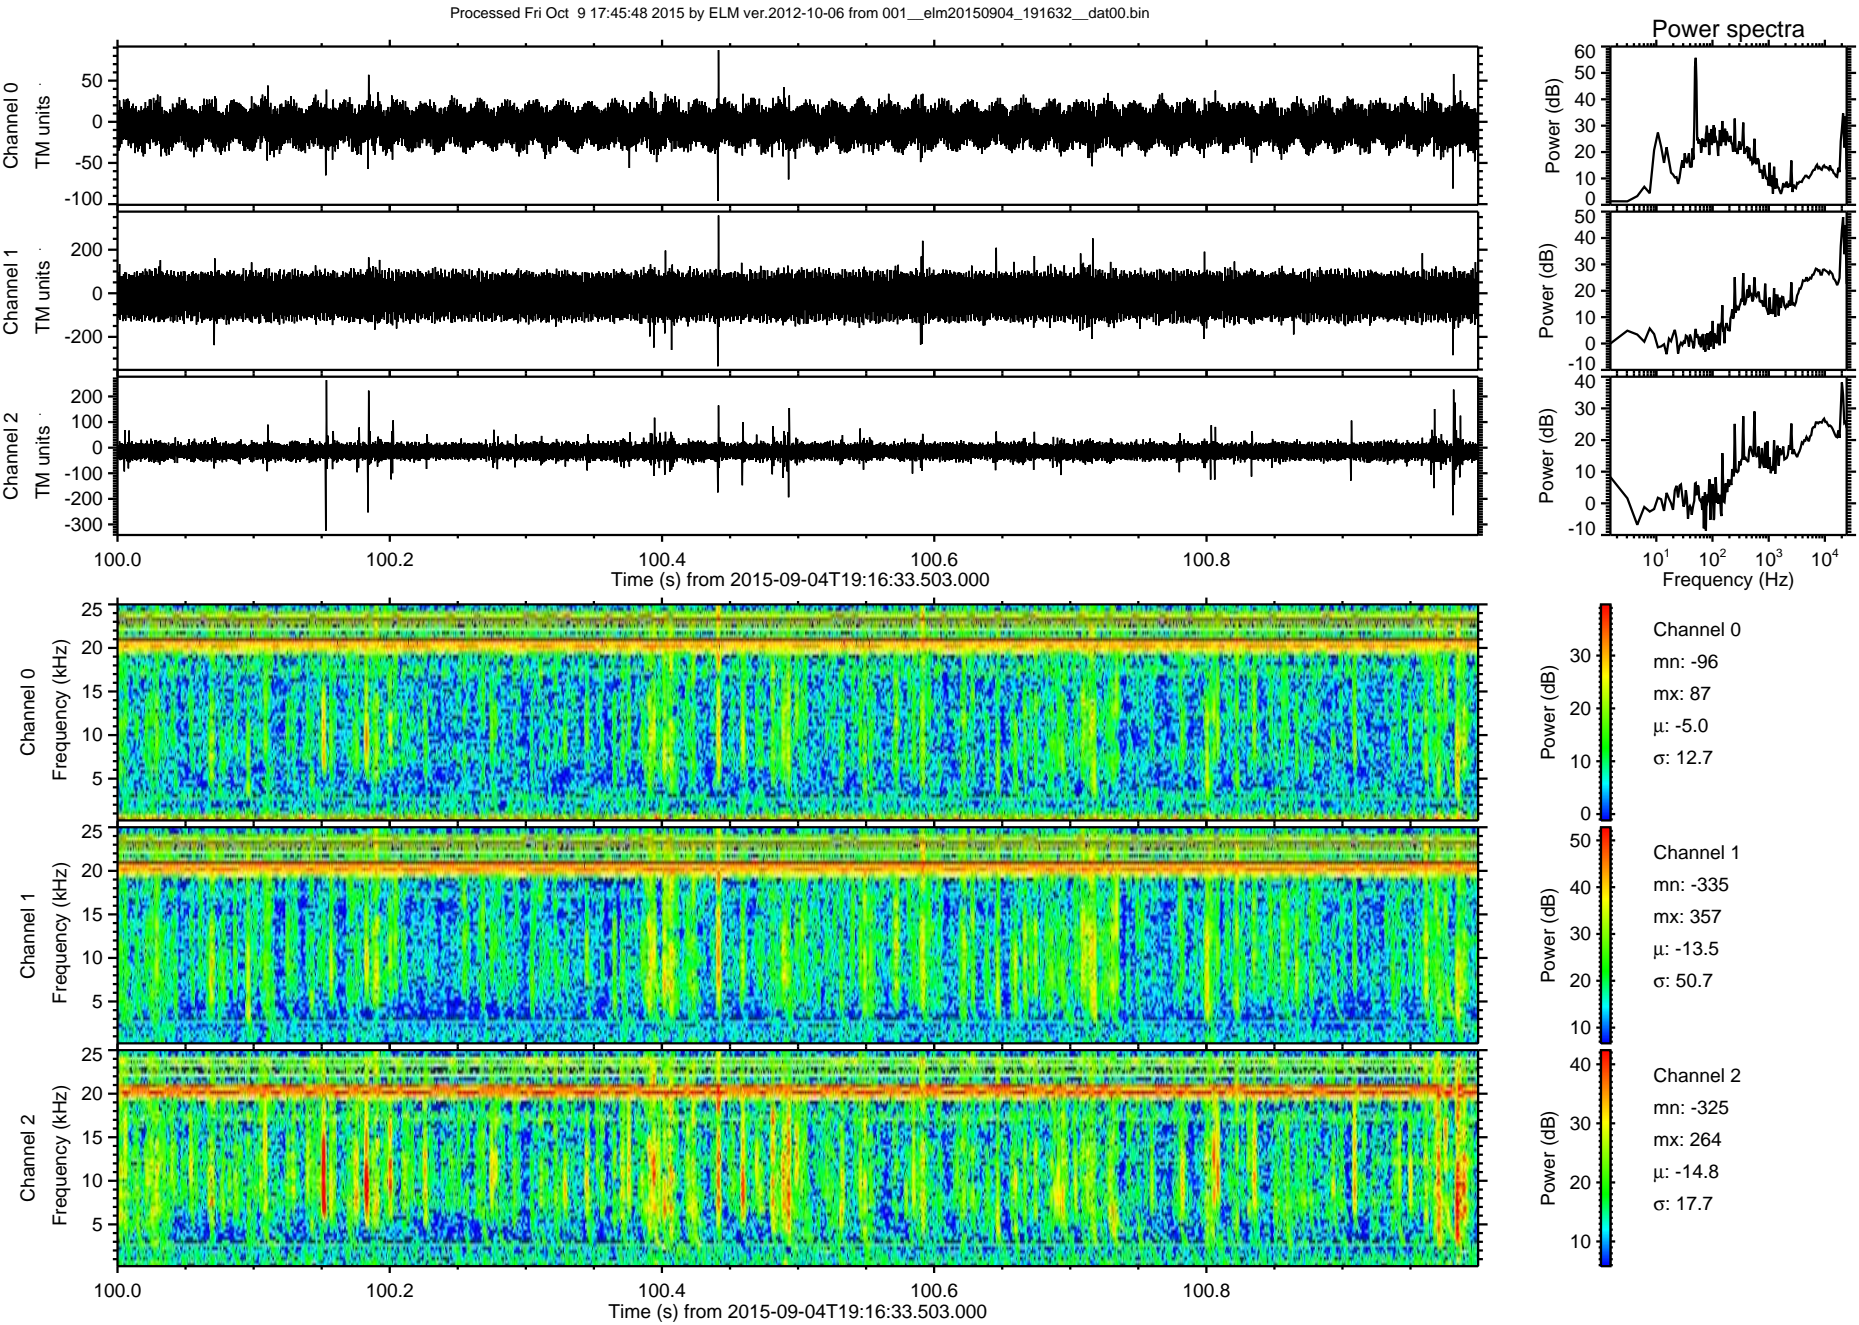 Processed Fri Oct  9 17:45:48 2015 by ELM ver.2012-10-06 from 001__elm20150904_191632__dat00.bin
Power spectra
Channel 0
TM units
50
0
-50
-100
Power (dB)
60
50
40
30
20
10
0
Channel 1
TM units
200
0
-200
Power (dB)
50
40
30
20
10
0
-10
Channel 2
TM units
200
100
0
-100
-200
-300
Power (dB)
40
30
20
10
0
-10
100.0 100.2 100.4 100.6 100.8
Time (s) from 2015-09-04T19:16:33.503.000
10^1 10^2 10^3 10^4
Frequency (Hz)
Channel 0
Frequency (kHz)
25
20
15
10
5
Power (dB)
30
20
10
0
Channel 0
mn: -96
mx: 87
μ: -5.0
σ: 12.7
Channel 1
Frequency (kHz)
25
20
15
10
5
Power (dB)
50
40
30
20
10
Channel 1
mn: -335
mx: 357
μ: -13.5
σ: 50.7
Channel 2
Frequency (kHz)
25
20
15
10
5
Power (dB)
40
30
20
10
Channel 2
mn: -325
mx: 264
μ: -14.8
σ: 17.7
100.0 100.2 100.4 100.6 100.8
Time (s) from 2015-09-04T19:16:33.503.000